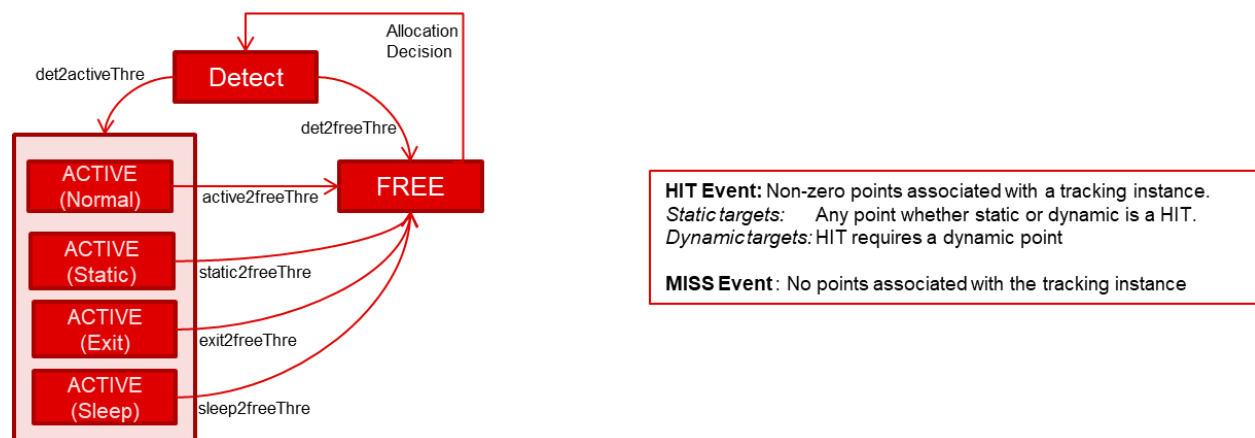 Allocation
Decision
Detect
det2activeThre
det2freeThre
ACTIVE
(Normal)
FREE
active2freeThre
ACTIVE
(Static)
static2freeThre
ACTIVE
(Exit)
exit2freeThre
ACTIVE
(Sleep)
sleep2freeThre
HIT Event: Non-zero points associated with a tracking instance.
Static targets: Any point whether static or dynamic is a HIT.
Dynamic targets: HIT requires a dynamic point
MISS Event : No points associated with the tracking instance